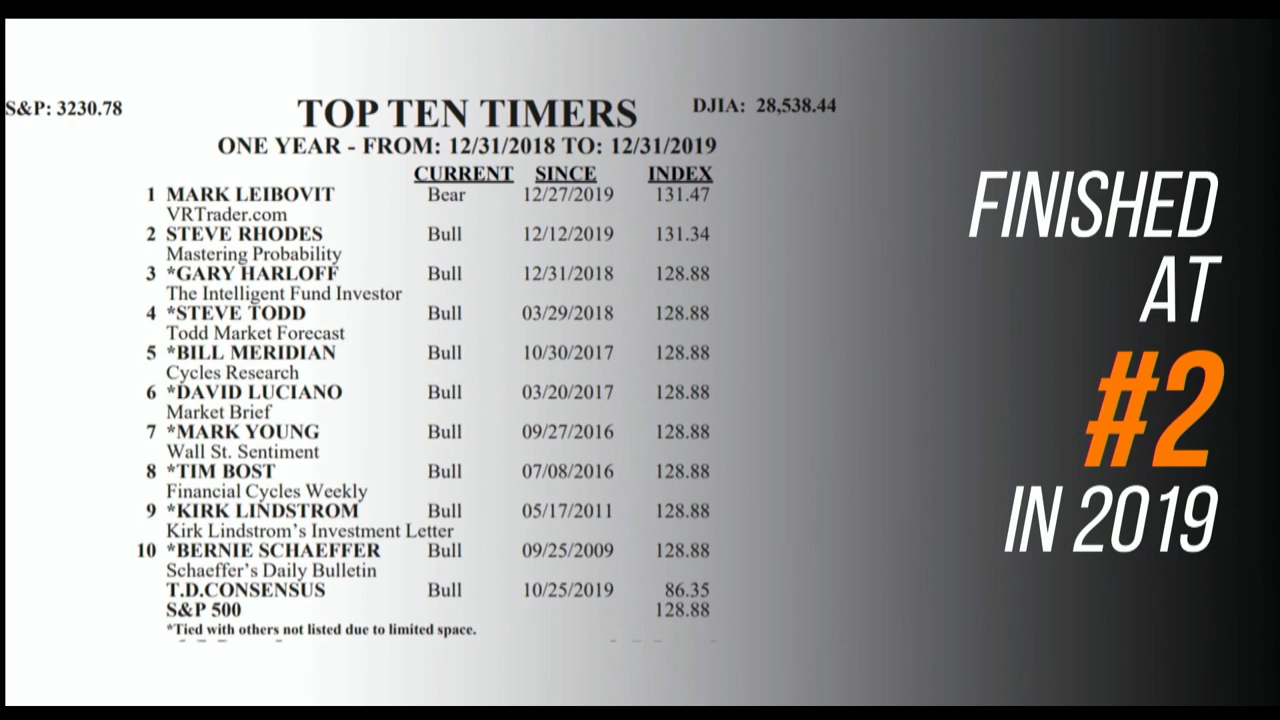 S&P: 3230.78
TOP TEN TIMERS
DJIA: 28,538.44
ONE YEAR - FROM: 12/31/2018 TO: 12/31/2019
CURRENT SINCE INDEX
1 MARK LEIBOVIT Bear 12/27/2019 131.47
VRTrader.com
2 STEVE RHODES Bull 12/12/2019 131.34
Mastering Probability
3 *GARY HARLOFF Bull 12/31/2018 128.88
The Intelligent Fund Investor
4 *STEVE TODD Bull 03/29/2018 128.88
Todd Market Forecast
5 *BILL MERIDIAN Bull 10/30/2017 128.88
Cycles Research
6 *DAVID LUCIANO Bull 03/20/2017 128.88
Market Brief
7 *MARK YOUNG Bull 09/27/2016 128.88
Wall St. Sentiment
8 *TIM BOST Bull 07/08/2016 128.88
Financial Cycles Weekly
9 *KIRK LINDSTROM Bull 05/17/2011 128.88
Kirk Lindstrom's Investment Letter
10 *BERNIE SCHAEFFER Bull 09/25/2009 128.88
Schaeffer's Daily Bulletin
T.D.CONSENSUS Bull 10/25/2019 86.35
S&P 500 128.88
*Tied with others not listed due to limited space.
FINISHED
AT
#2
IN 2019